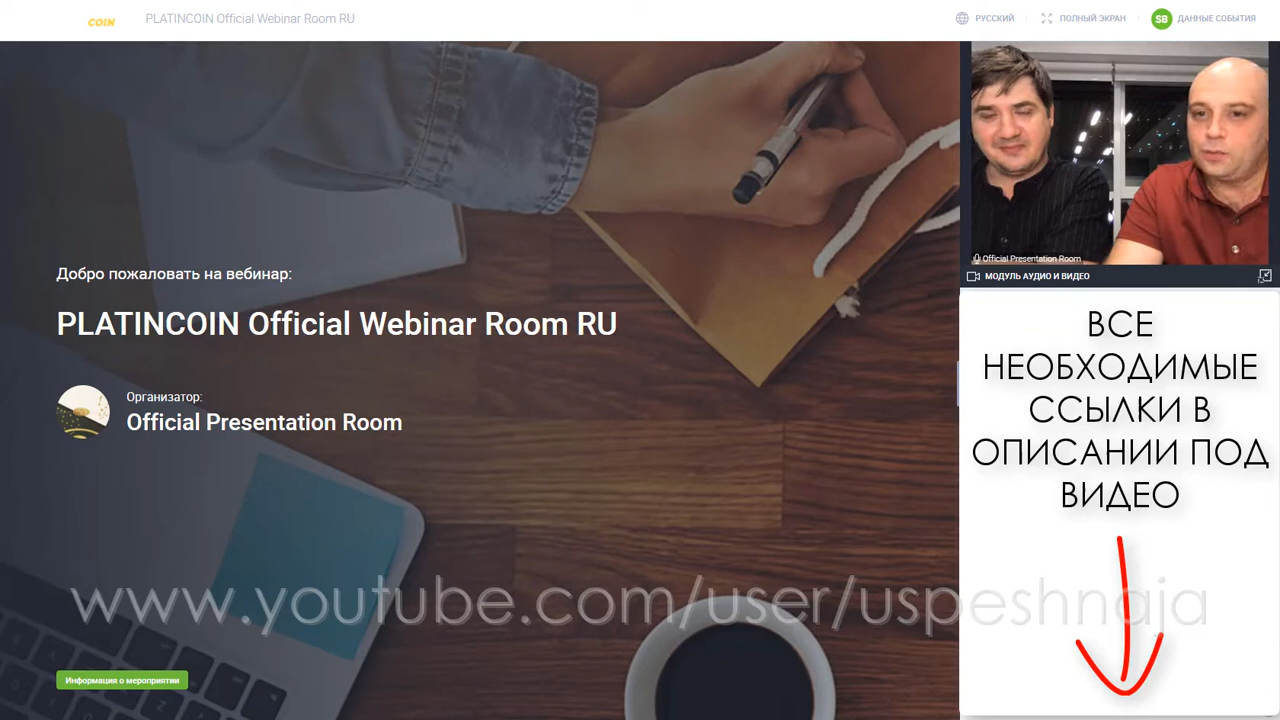 COIN
PLATINCOIN Official Webinar Room RU
РУССКИЙ
ПОЛНЫЙ ЭКРАН
SB
ДАННЫЕ СОБЫТИЯ
Добро пожаловать на вебинар:
PLATINCOIN Official Webinar Room RU
Организатор:
Official Presentation Room
Информация о мероприятии
Official Presentation Room
МОДУЛЬ АУДИО И ВИДЕО
ВСЕ
НЕОБХОДИМЫЕ
ССЫЛКИ В
ОПИСАНИИ ПОД
ВИДЕО
www.youtube.com/user/uspeshnaja